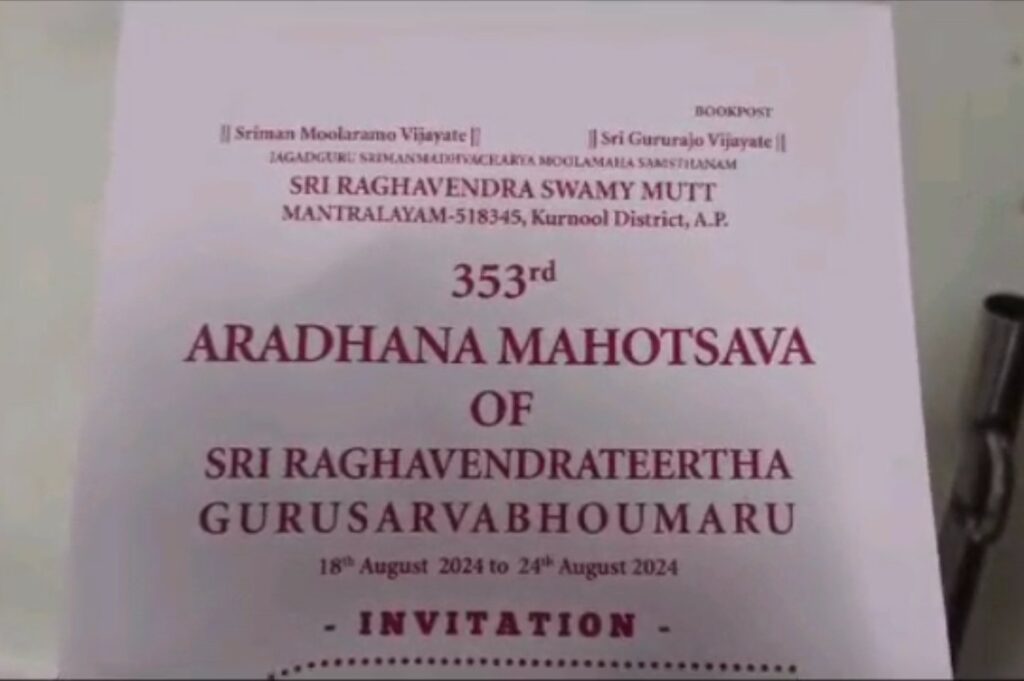 BOOKPOST
|| Sriman Moolaramo Vijayate || || Sri Gururajo Vijayate ||
JAGADGURU SRIMANMADHVACHARYA MOOLAMAHA SAMSTHANAM
SRI RAGHAVENDRA SWAMY MUTT
MANTRALAYAM-518345, Kurnool District, A.P.
353rd
ARADHANA MAHOTSAVA
OF
SRI RAGHAVENDRATEERTHA
GURUSARVABHOUMARU
18th August 2024 to 24th August 2024
- INVITATION -